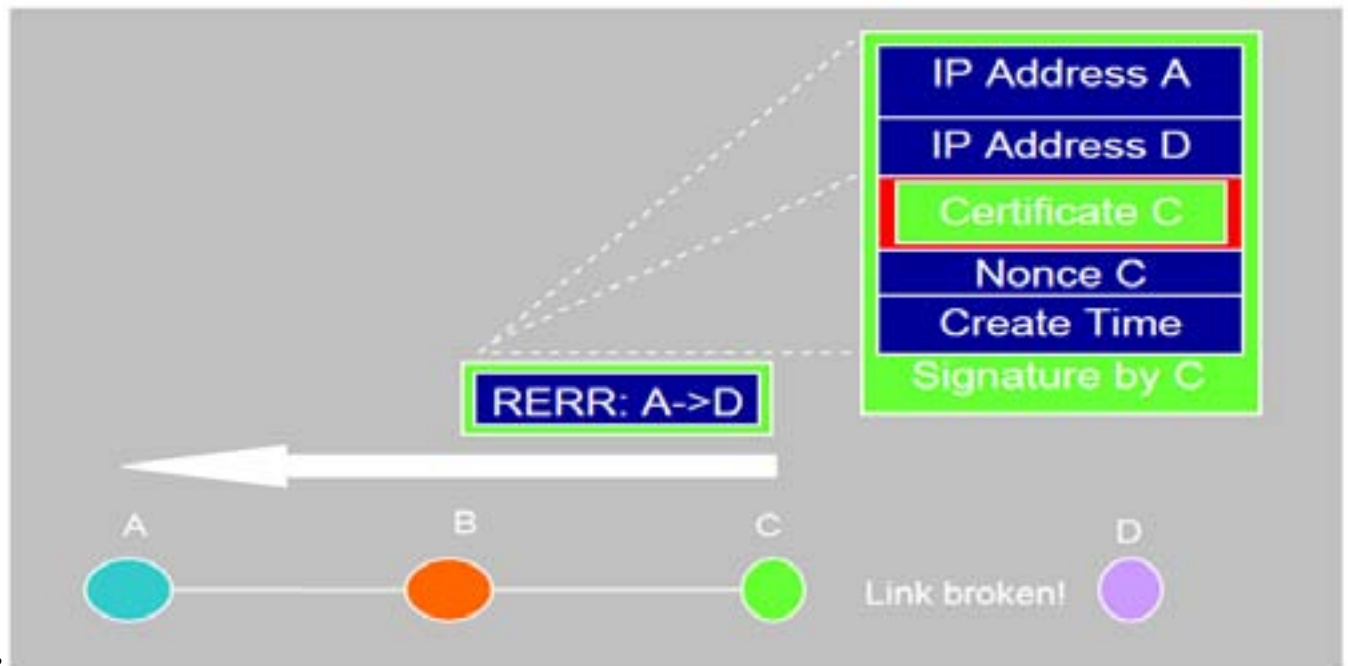 IP Address A
IP Address D
Certificate C
Nonce C
Create Time
Signature by C
RERR: A->D
A
B
C
D
Link broken!